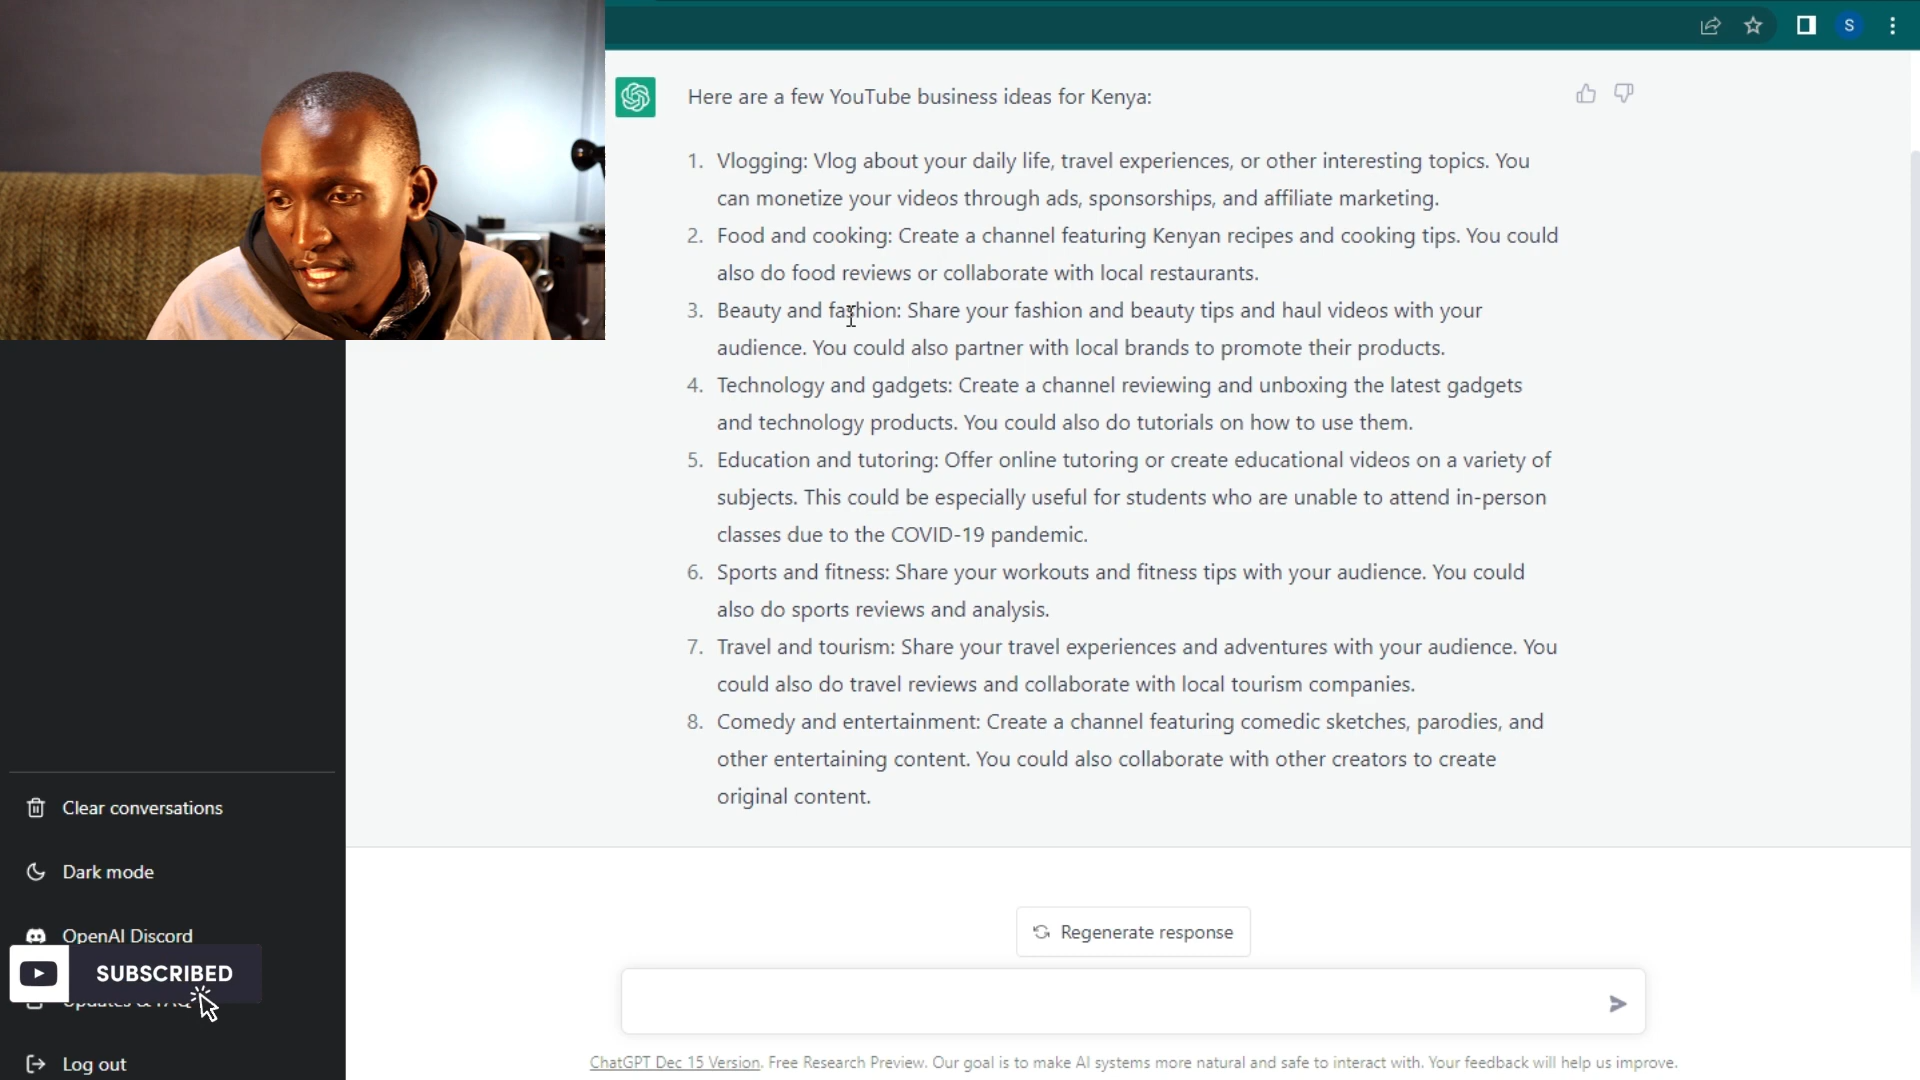 S
Here are a few YouTube business ideas for Kenya:
1. Vlogging: Vlog about your daily life, travel experiences, or other interesting topics. You
can monetize your videos through ads, sponsorships, and affiliate marketing.
2. Food and cooking: Create a channel featuring Kenyan recipes and cooking tips. You could
also do food reviews or collaborate with local restaurants.
3. Beauty and fashion: Share your fashion and beauty tips and haul videos with your
audience. You could also partner with local brands to promote their products.
4. Technology and gadgets: Create a channel reviewing and unboxing the latest gadgets
and technology products. You could also do tutorials on how to use them.
5. Education and tutoring: Offer online tutoring or create educational videos on a variety of
subjects. This could be especially useful for students who are unable to attend in-person
classes due to the COVID-19 pandemic.
6. Sports and fitness: Share your workouts and fitness tips with your audience. You could
also do sports reviews and analysis.
7. Travel and tourism: Share your travel experiences and adventures with your audience. You
could also do travel reviews and collaborate with local tourism companies.
8. Comedy and entertainment: Create a channel featuring comedic sketches, parodies, and
other entertaining content. You could also collaborate with other creators to create
original content.
Clear conversations
Dark mode
OpenAI Discord
SUBSCRIBED
Log out
Regenerate response
ChatGPT Dec 15 Version. Free Research Preview. Our goal is to make AI systems more natural and safe to interact with. Your feedback will help us improve.